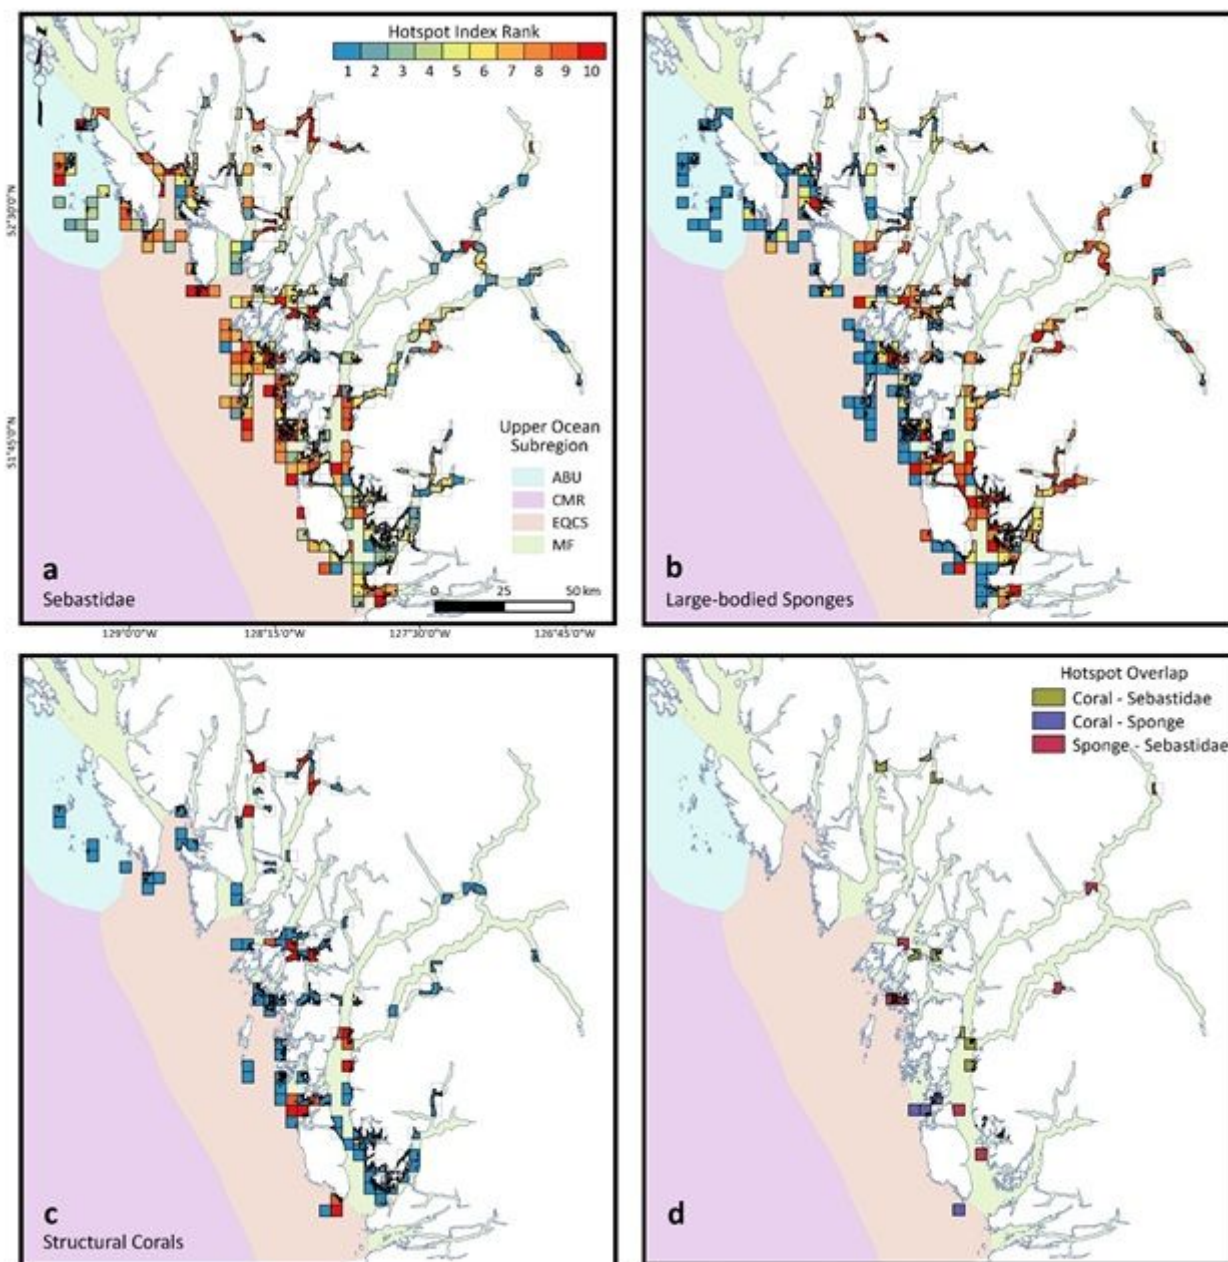 Hotspot Index Rank
1 2 3 4 5 6 7 8 9 10
52°30'0"N
51°45'0"N
Upper Ocean
Subregion
ABU
CMR
EQCS
MF
a
Sebastidae
0 25 50 km
129°0'0"W 128°15'0"W 127°30'0"W 126°45'0"W
b
Large-bodied Sponges
c
Structural Corals
Hotspot Overlap
Coral - Sebastidae
Coral - Sponge
Sponge - Sebastidae
d